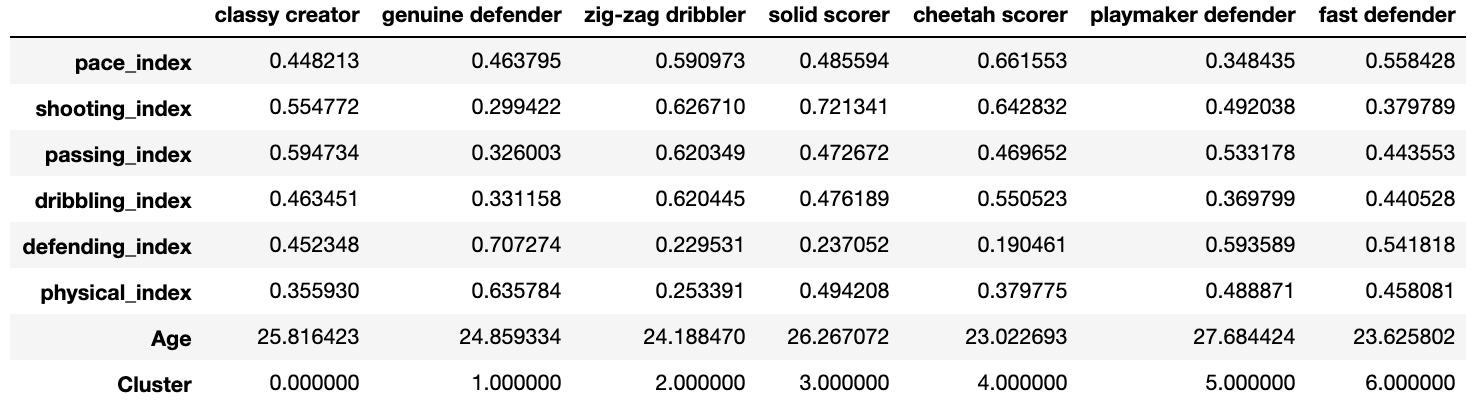 classy creator genuine defender zig-zag dribbler solid scorer cheetah scorer playmaker defender fast defender
pace_index 0.448213 0.463795 0.590973 0.485594 0.661553 0.348435 0.558428
shooting_index 0.554772 0.299422 0.626710 0.721341 0.642832 0.492038 0.379789
passing_index 0.594734 0.326003 0.620349 0.472672 0.469652 0.533178 0.443553
dribbling_index 0.463451 0.331158 0.620445 0.476189 0.550523 0.369799 0.440528
defending_index 0.452348 0.707274 0.229531 0.237052 0.190461 0.593589 0.541818
physical_index 0.355930 0.635784 0.253391 0.494208 0.379775 0.488871 0.458081
Age 25.816423 24.859334 24.188470 26.267072 23.022693 27.684424 23.625802
Cluster 0.000000 1.000000 2.000000 3.000000 4.000000 5.000000 6.000000